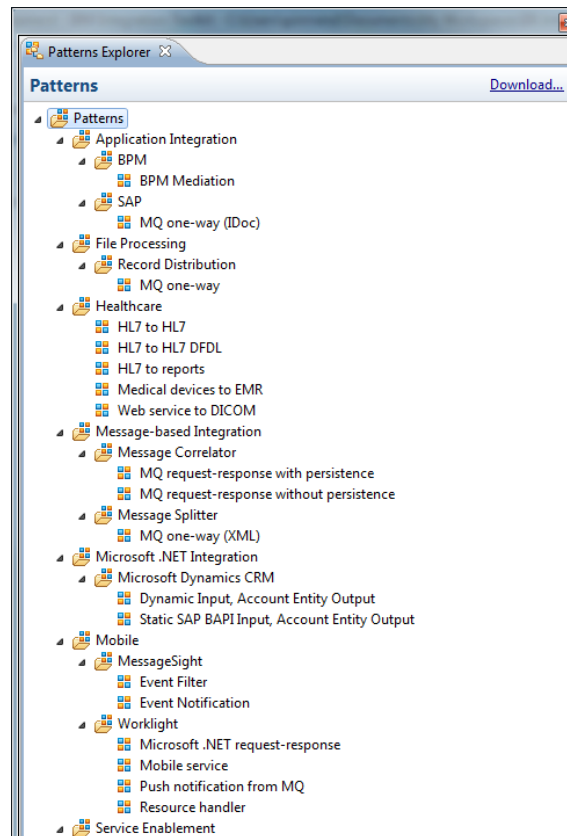 Patterns Explorer
Patterns
Download...
Patterns
Application Integration
BPM
BPM Mediation
SAP
MQ one-way (IDoc)
File Processing
Record Distribution
MQ one-way
Healthcare
HL7 to HL7
HL7 to HL7 DFDL
HL7 to reports
Medical devices to EMR
Web service to DICOM
Message-based Integration
Message Correlator
MQ request-response with persistence
MQ request-response without persistence
Message Splitter
MQ one-way (XML)
Microsoft .NET Integration
Microsoft Dynamics CRM
Dynamic Input, Account Entity Output
Static SAP BAPI Input, Account Entity Output
Mobile
MessageSight
Event Filter
Event Notification
Worklight
Microsoft .NET request-response
Mobile service
Push notification from MQ
Resource handler
Service Enablement